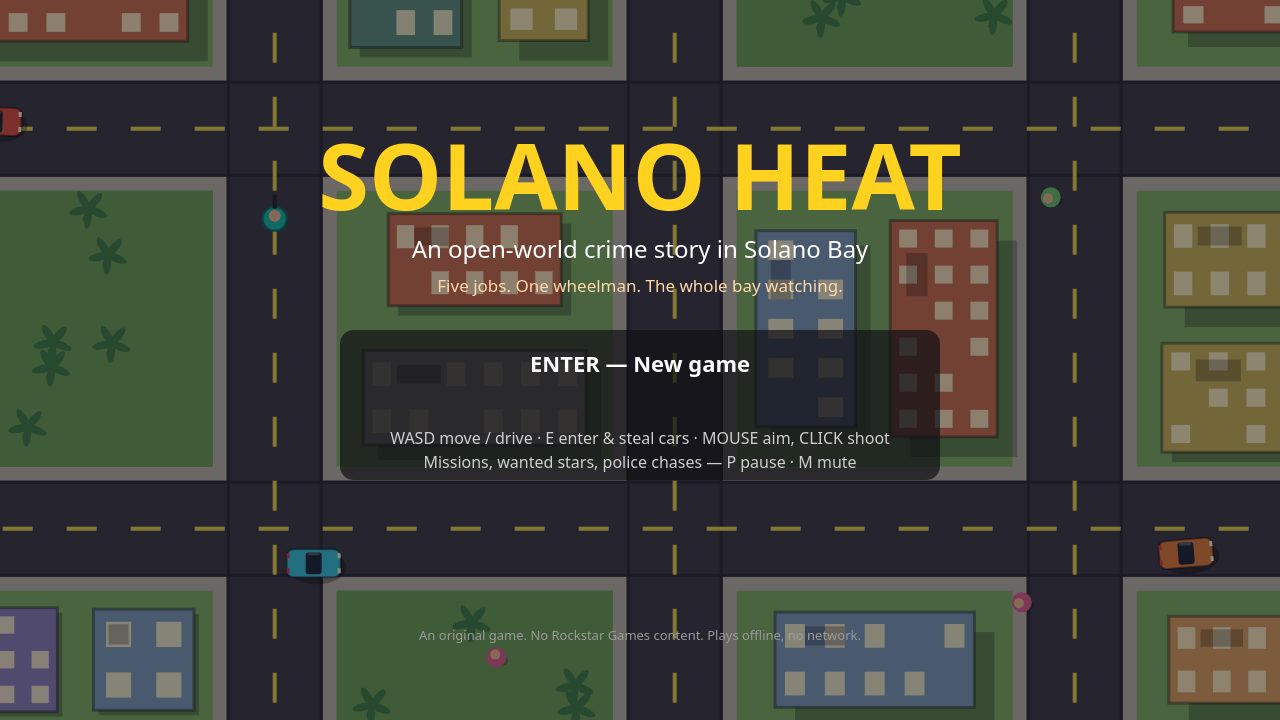 SOLANO HEAT
An open-world crime story in Solano Bay
Five jobs. One wheelman. The whole bay watching.
ENTER — New game
WASD move / drive · E enter & steal cars · MOUSE aim, CLICK shoot
Missions, wanted stars, police chases — P pause · M mute
An original game. No Rockstar Games content. Plays offline, no network.